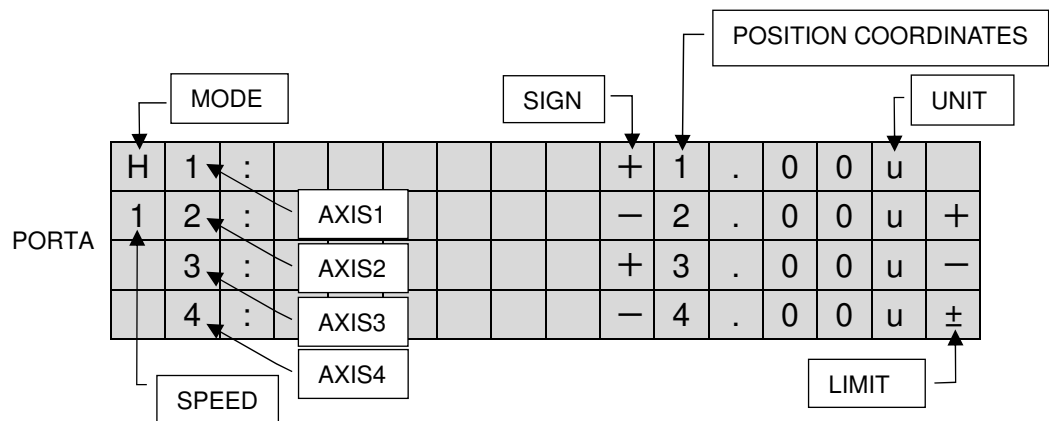 POSITION COORDINATES
MODE
SIGN
UNIT
H 1 : + 1 . 0 0 u
1 2 : − 2 . 0 0 u +
3 : + 3 . 0 0 u −
4 : − 4 . 0 0 u ±
PORTA
AXIS1
AXIS2
AXIS3
AXIS4
SPEED
LIMIT